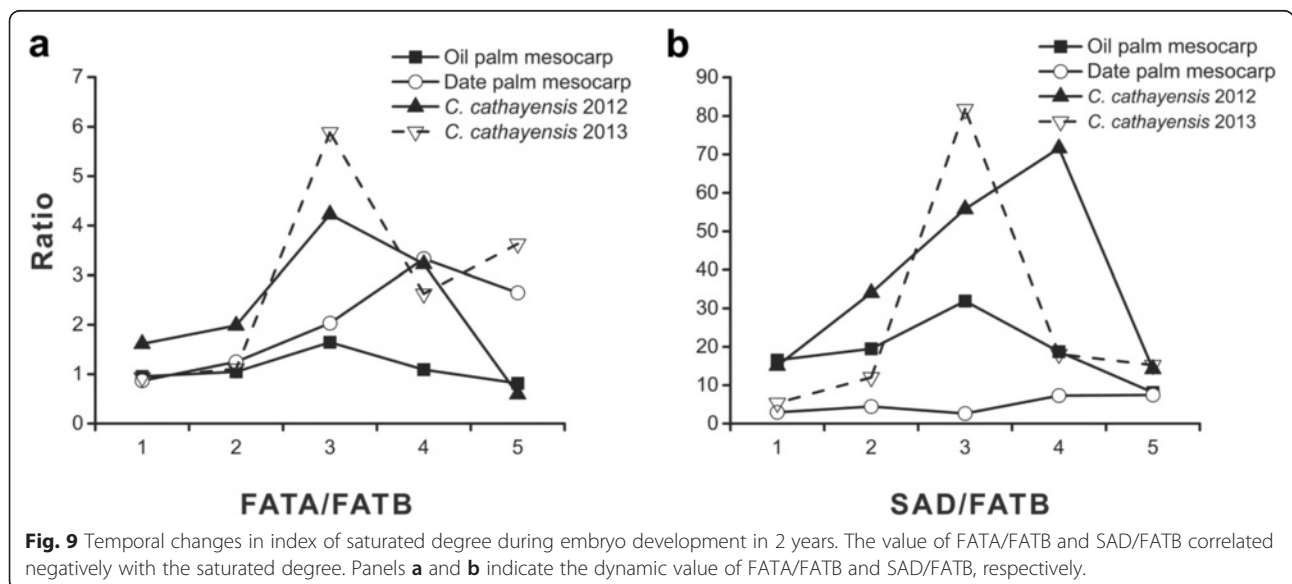 a
Oil palm mesocarp
Date palm mesocarp
C. cathayensis 2012
C. cathayensis 2013
7
6
5
4
3
2
1
0
Ratio
1 2 3 4 5
FATA/FATB
b
Oil palm mesocarp
Date palm mesocarp
C. cathayensis 2012
C. cathayensis 2013
90
80
70
60
50
40
30
20
10
0
1 2 3 4 5
SAD/FATB
Fig. 9 Temporal changes in index of saturated degree during embryo development in 2 years. The value of FATA/FATB and SAD/FATB correlated
negatively with the saturated degree. Panels a and b indicate the dynamic value of FATA/FATB and SAD/FATB, respectively.